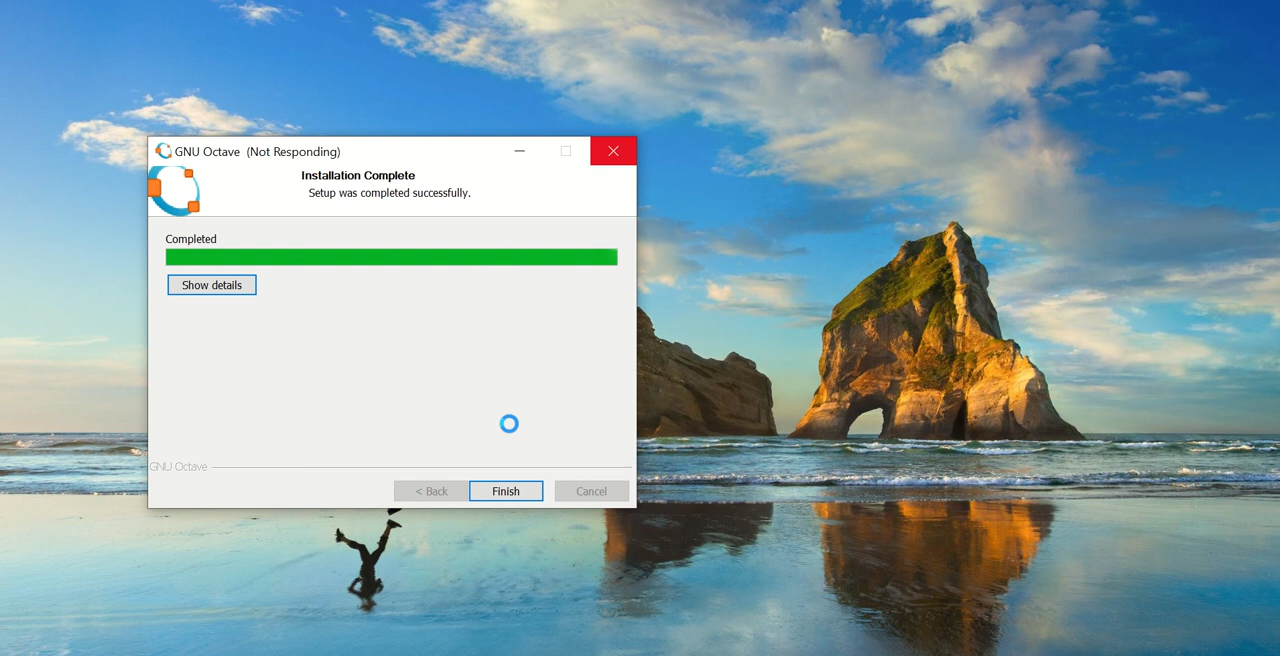 GNU Octave (Not Responding)
Installation Complete
Setup was completed successfully.
Completed
Show details
GNU Octave
< Back
Finish
Cancel